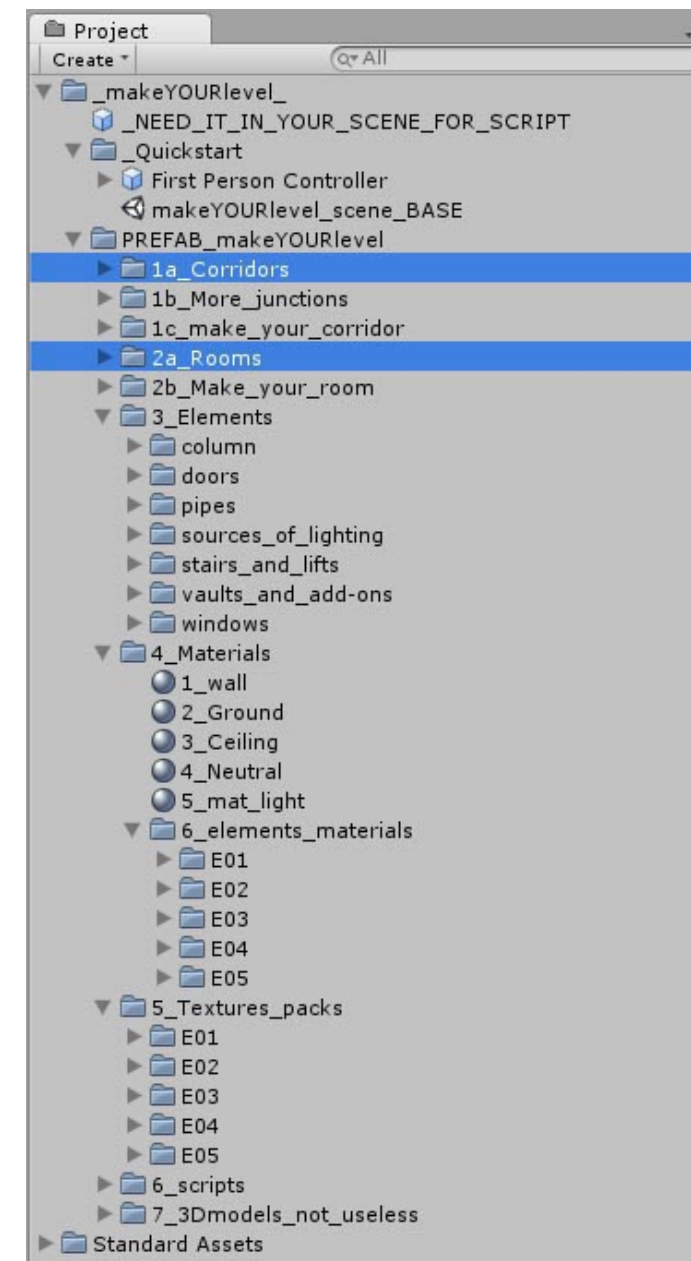 Project
Create All
_makeYOURlevel_
_NEED_IT_IN_YOUR_SCENE_FOR_SCRIPT
_Quickstart
First Person Controller
makeYOURlevel_scene_BASE
PREFAB_makeYOURlevel
1a_Corridors
1b_More_junctions
1c_make_your_corridor
2a_Rooms
2b_Make_your_room
3_Elements
column
doors
pipes
sources_of_lighting
stairs_and_lifts
vaults_and_add-ons
windows
4_Materials
1_wall
2_Ground
3_Ceiling
4_Neutral
5_mat_light
6_elements_materials
E01
E02
E03
E04
E05
5_Textures_packs
E01
E02
E03
E04
E05
6_scripts
7_3Dmodels_not_useless
Standard Assets